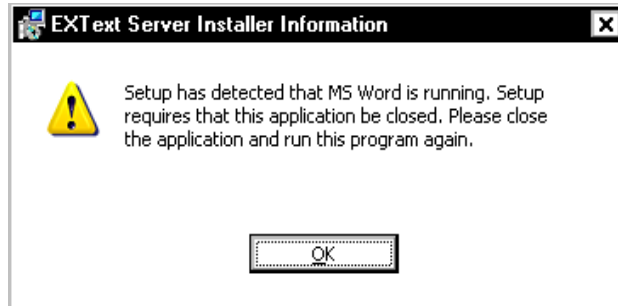 EXText Server Installer Information
Setup has detected that MS Word is running. Setup
requires that this application be closed. Please close
the application and run this program again.
OK